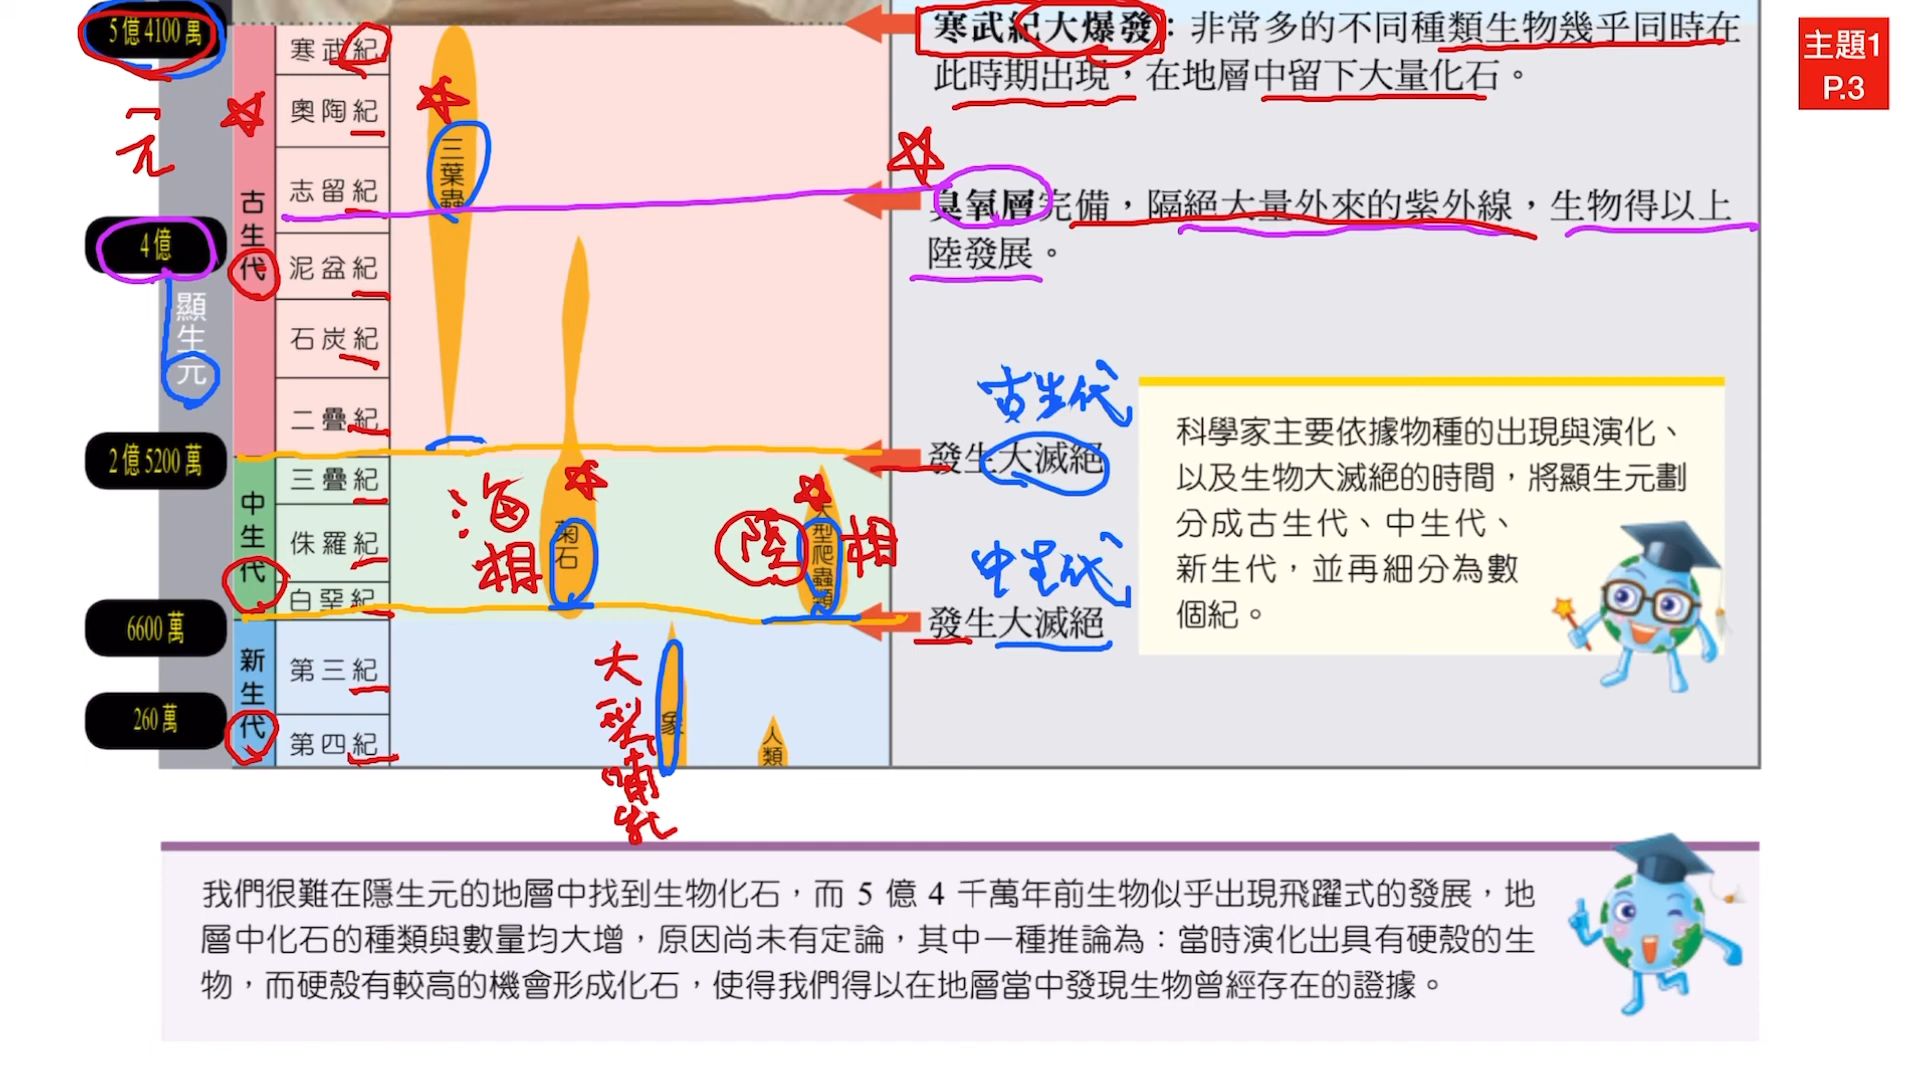 5 億 4100 萬
寒武紀
寒武紀大爆發：非常多的不同種類生物幾乎同時在
此時期出現，在地層中留下大量化石。
主題1
P.3
「元
奧陶紀
三葉蟲
志留紀
臭氧層完備，隔絕大量外來的紫外線，生物得以上
陸發展。
古生代
4 億
泥盆紀
顯生元
石炭紀
二疊紀
古生代
發生大滅絕
2 億 5200 萬
三疊紀
中生代
侏羅紀
海相
菊石
陸相
大型爬蟲類
中生代
白堊紀
發生大滅絕
6600 萬
新生代
第三紀
大型哺乳
象
260 萬
第四紀
人類
科學家主要依據物種的出現與演化、
以及生物大滅絕的時間，將顯生元劃
分成古生代、中生代、
新生代，並再細分為數
個紀。
我們很難在隱生元的地層中找到生物化石，而 5 億 4 千萬年前生物似乎出現飛躍式的發展，地
層中化石的種類與數量均大增，原因尚未有定論，其中一種推論為：當時演化出具有硬殼的生
物，而硬殼有較高的機會形成化石，使得我們得以在地層當中發現生物曾經存在的證據。